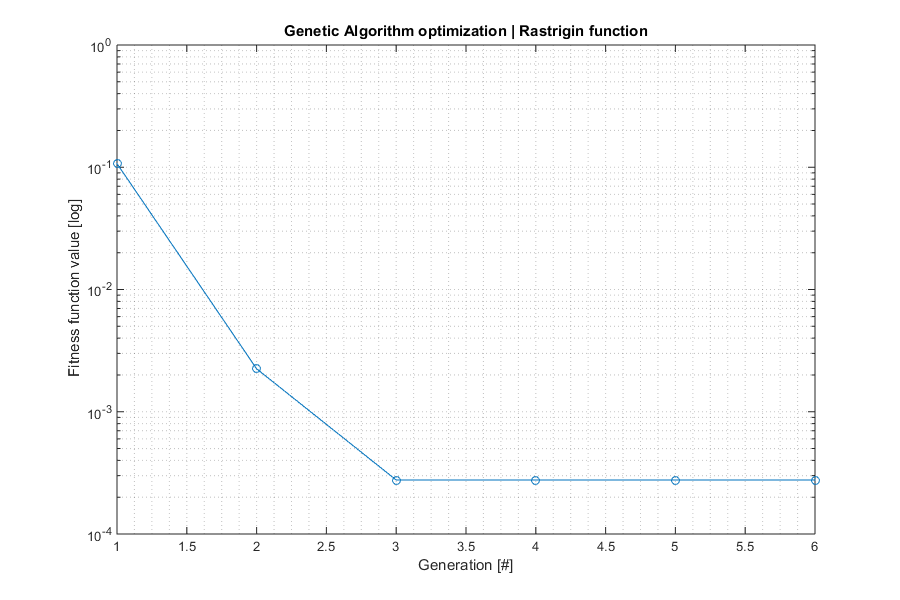 Genetic Algorithm optimization | Rastrigin function
10^0
10^-1
10^-2
10^-3
10^-4
Fitness function value [log]
1 1.5 2 2.5 3 3.5 4 4.5 5 5.5 6
Generation [#]